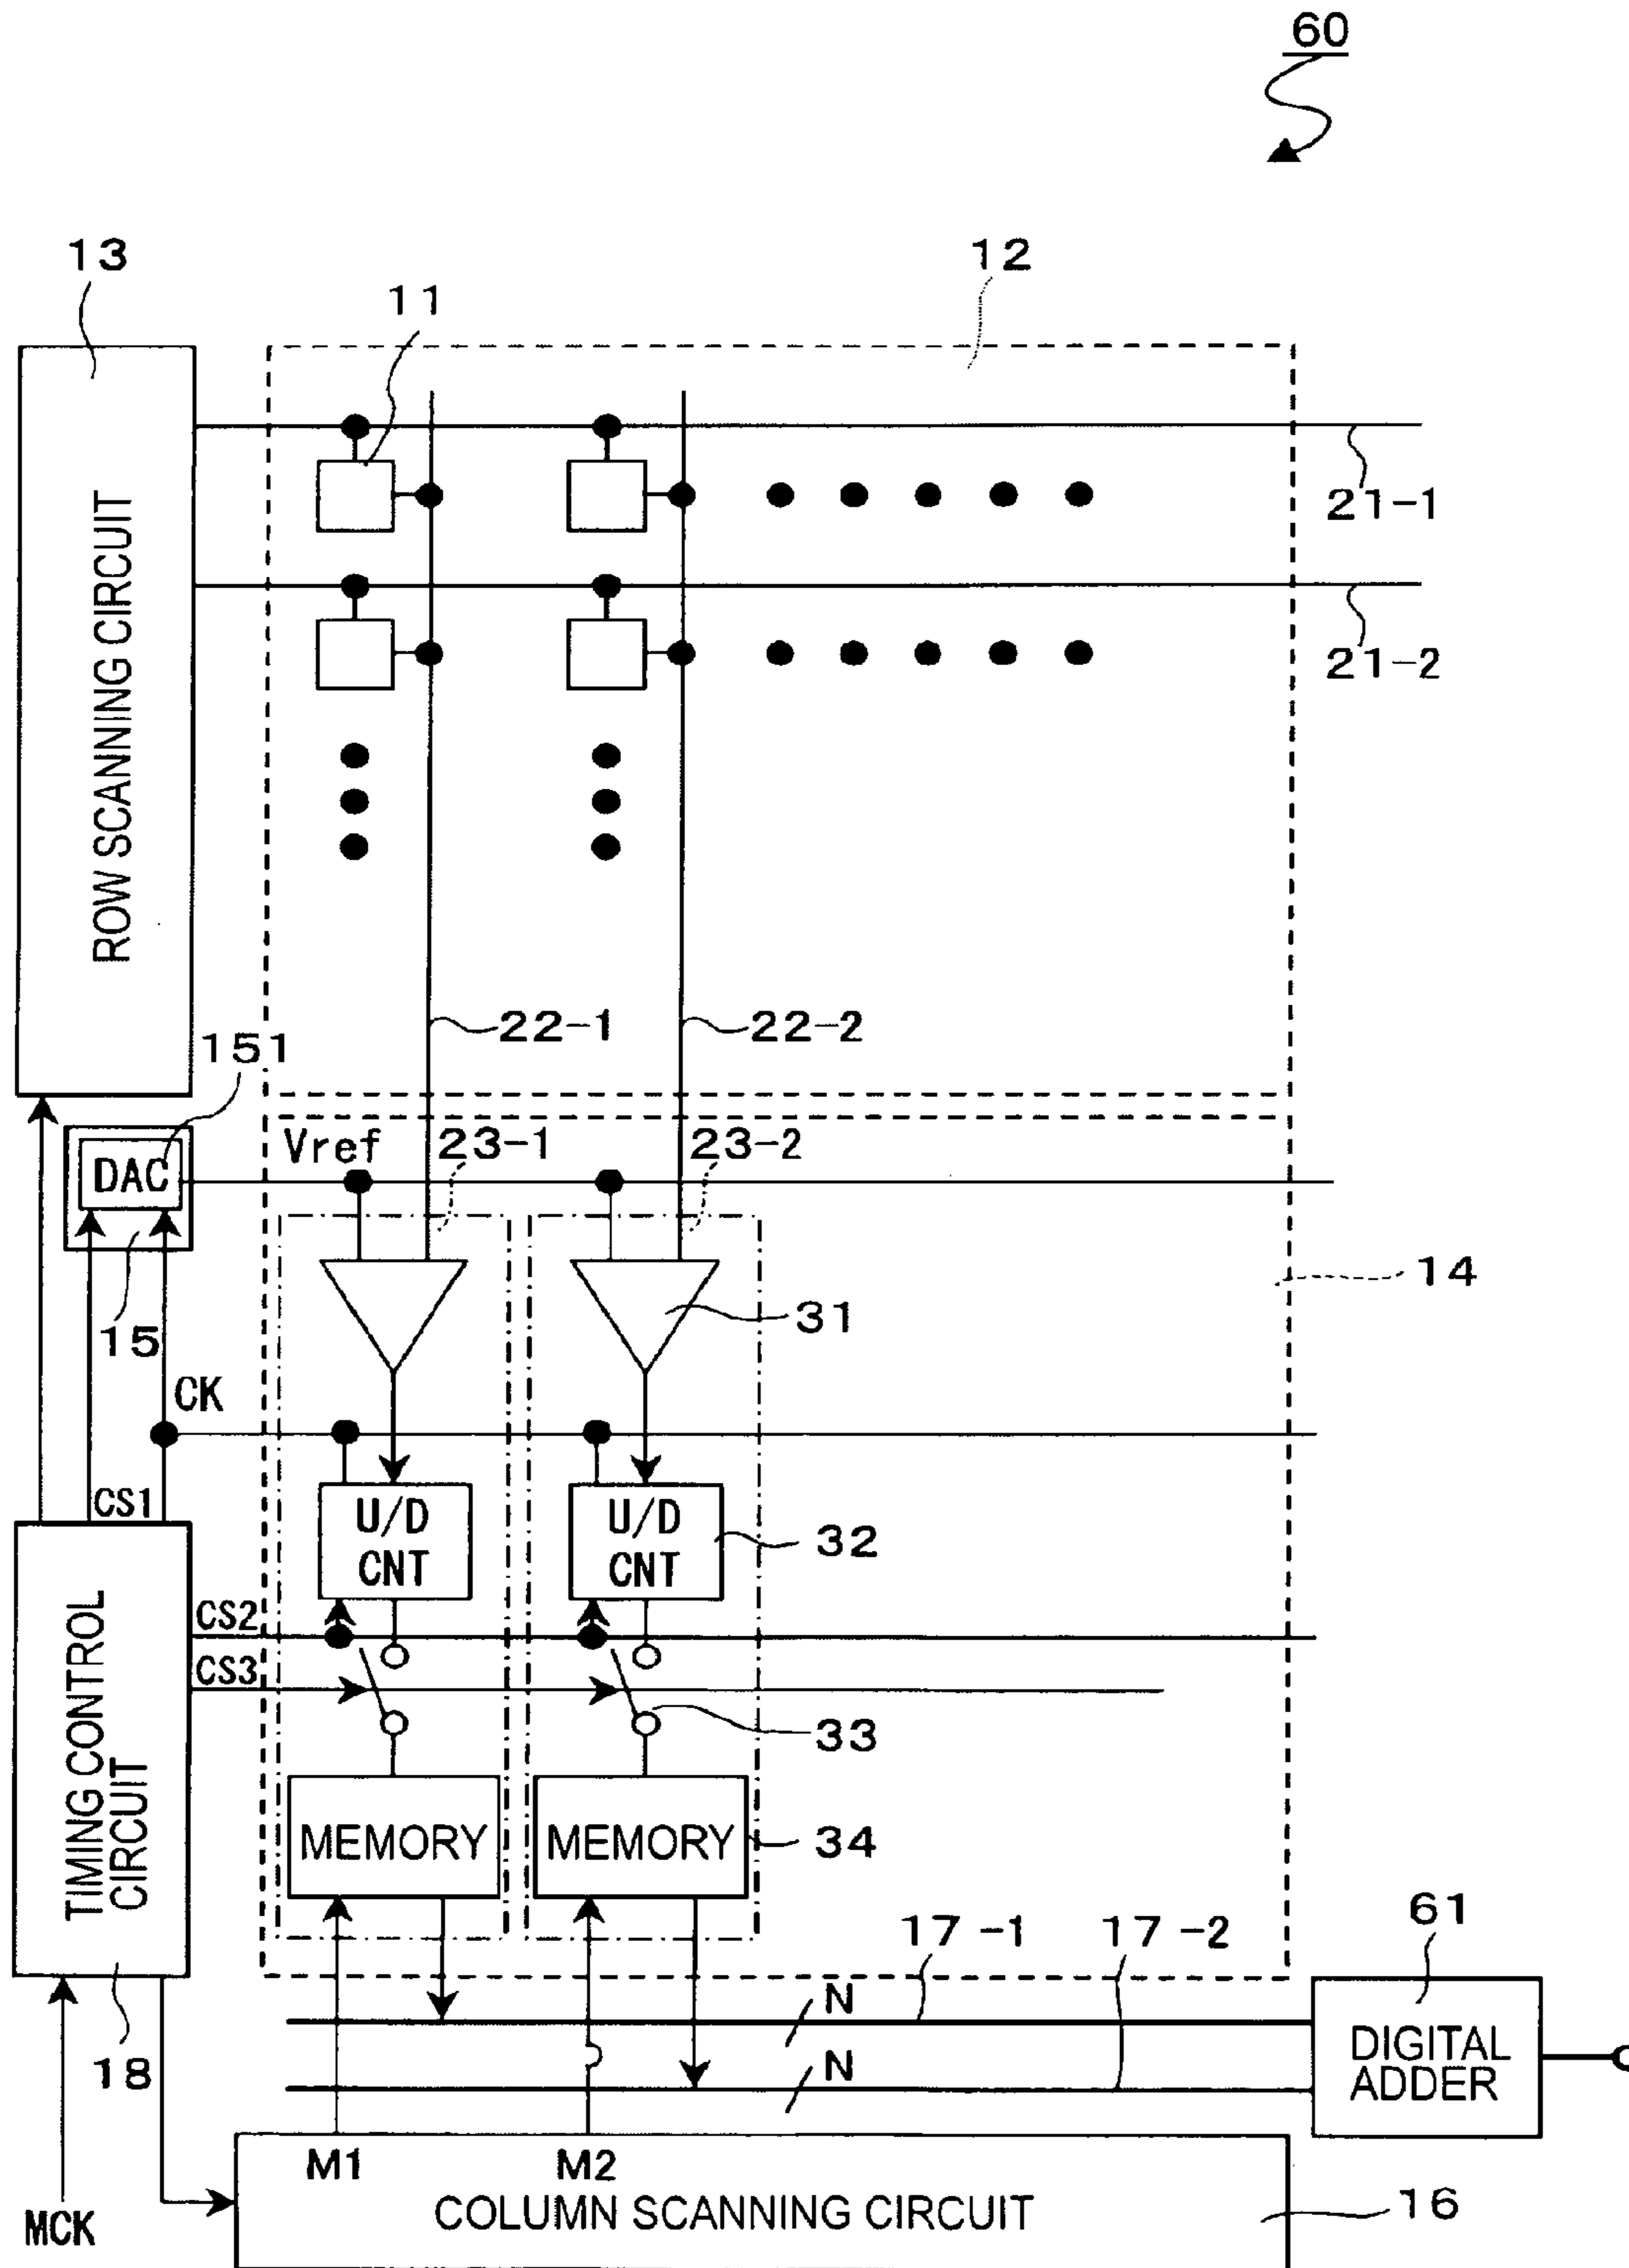 60
13
12
11
ROW SCANNING CIRCUIT
21-1
21-2
22-1
22-2
151
Vref
23-1
23-2
DAC
14
15
31
CK
CS1
U/D
CNT
U/D
CNT
32
CS2
CS3
33
TIMING CONTROL
CIRCUIT
MEMORY
MEMORY
34
17-1
17-2
61
N
N
DIGITAL
ADDER
18
M1
M2
MCK
COLUMN SCANNING CIRCUIT
16